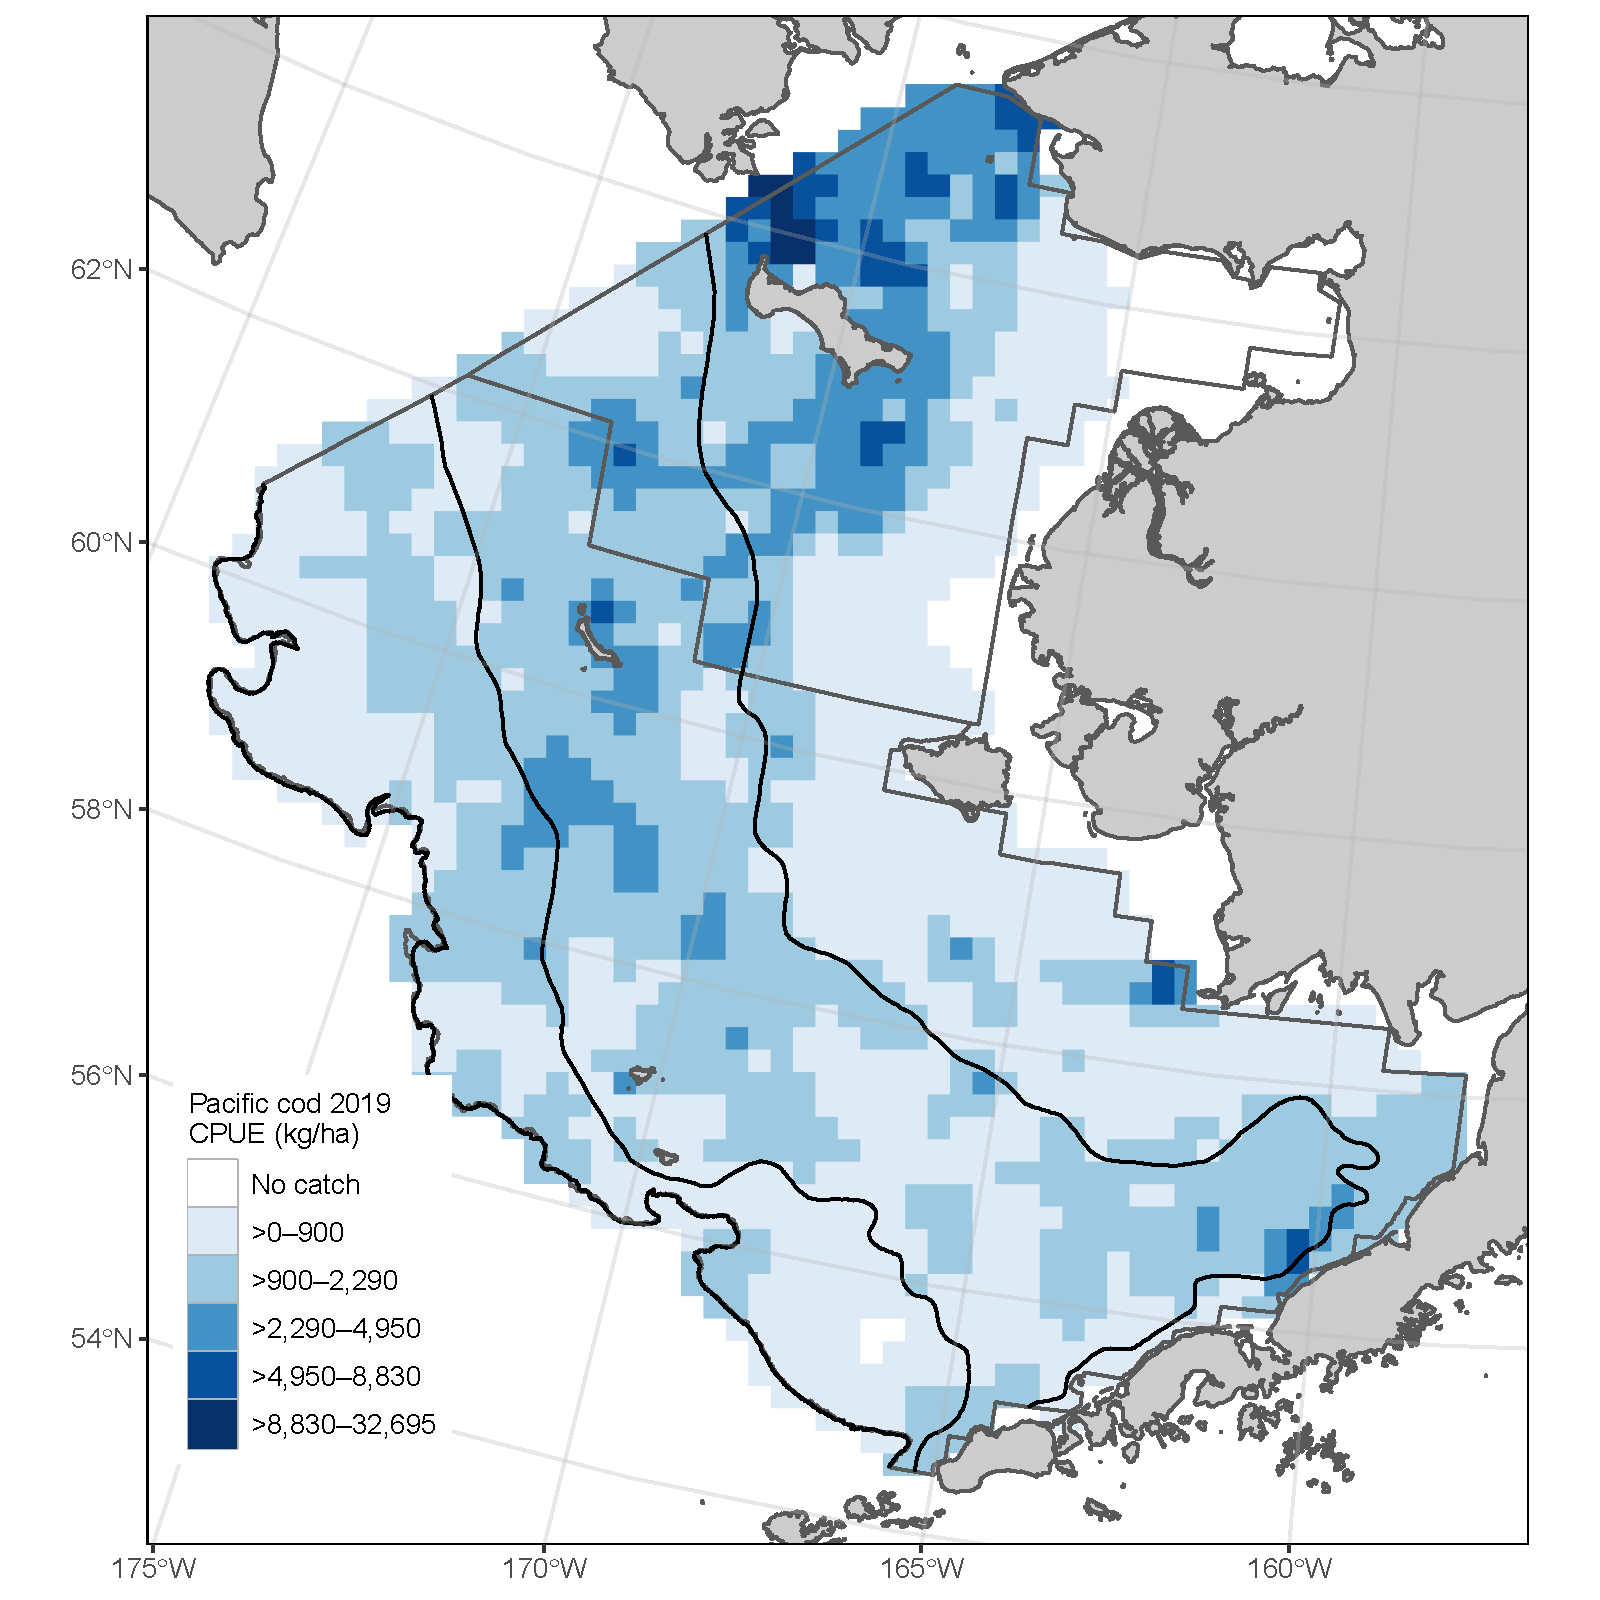 62°N
60°N
58°N
56°N
54°N
Pacific cod 2019
CPUE (kg/ha)
No catch
>0–900
>900–2,290
>2,290–4,950
>4,950–8,830
>8,830–32,695
175°W 170°W 165°W 160°W